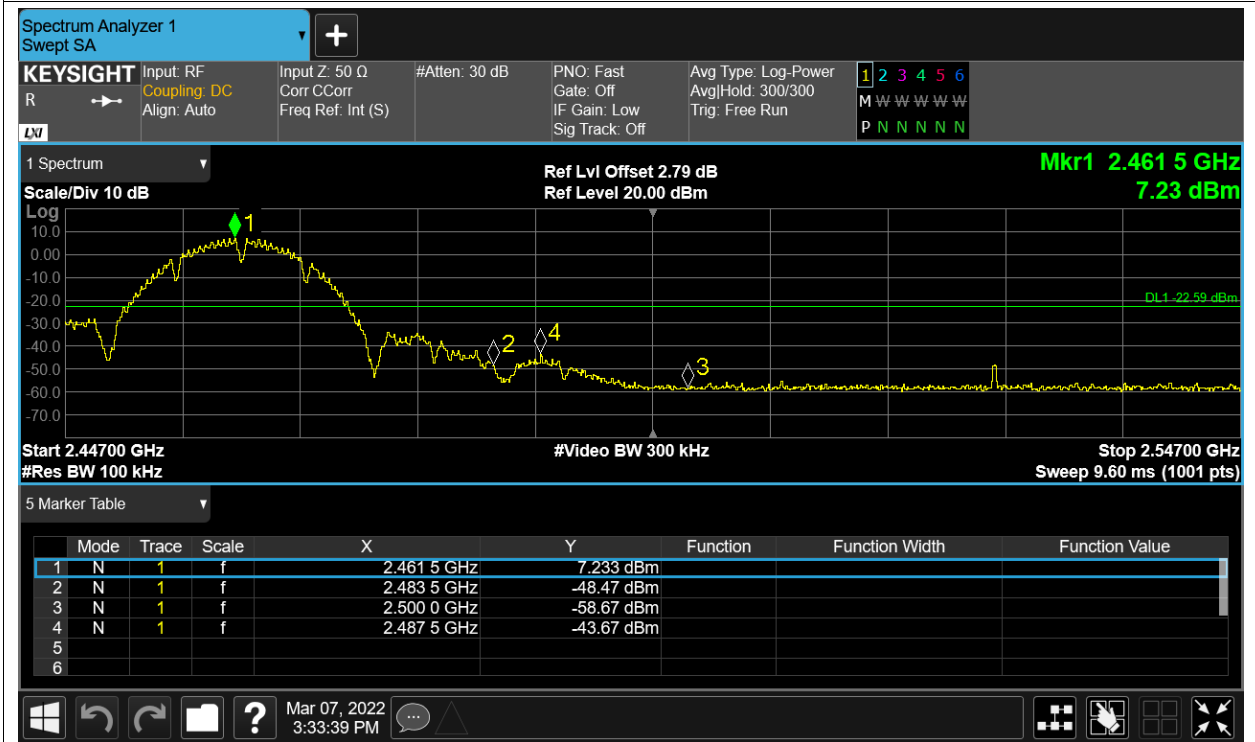 Spectrum Analyzer 1
Swept SA
+
KEYSIGHT Input: RF Input Z: 50 Ω #Atten: 30 dB PNO: Fast Avg Type: Log-Power 1 2 3 4 5 6
R Coupling: DC Corr CCorr Gate: Off Avg|Hold: 300/300 M W W W W W
Align: Auto Freq Ref: Int (S) IF Gain: Low Trig: Free Run
LXI Sig Track: Off P N N N N N
1 Spectrum Ref Lvl Offset 2.79 dB Mkr1 2.461 5 GHz
Scale/Div 10 dB Ref Level 20.00 dBm 7.23 dBm
Log
1
10.0
0.00
-10.0
-20.0
DL1 -22.59 dBm
-30.0
-40.0
2
4
-50.0
3
-60.0
-70.0
Start 2.44700 GHz #Video BW 300 kHz Stop 2.54700 GHz
#Res BW 100 kHz Sweep 9.60 ms (1001 pts)
5 Marker Table
Mode Trace Scale X Y Function Function Width Function Value
1 N 1 f 2.461 5 GHz 7.233 dBm
2 N 1 f 2.483 5 GHz -48.47 dBm
3 N 1 f 2.500 0 GHz -58.67 dBm
4 N 1 f 2.487 5 GHz -43.67 dBm
5
6
? Mar 07, 2022
3:33:39 PM